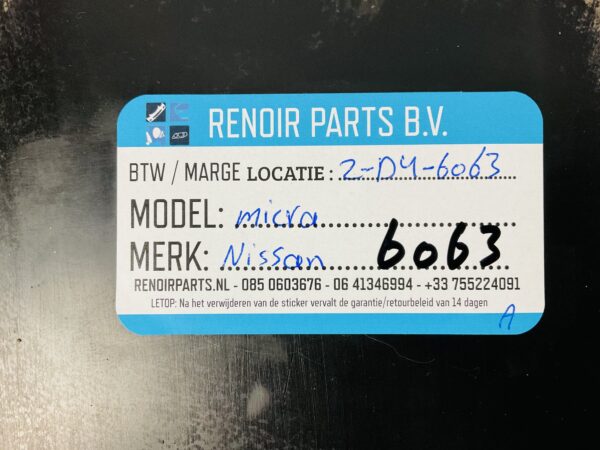 RENOIR PARTS B.V.
BTW / MARGE LOCATIE : 2-D4-6063
MODEL: micra
MERK: Nissan 6063
RENOIRPARTS.NL - 085 0603676 - 06 41346994 - +33 755224091
LETOP: Na het verwijderen van de sticker vervalt de garantie/retourbeleid van 14 dagen
A